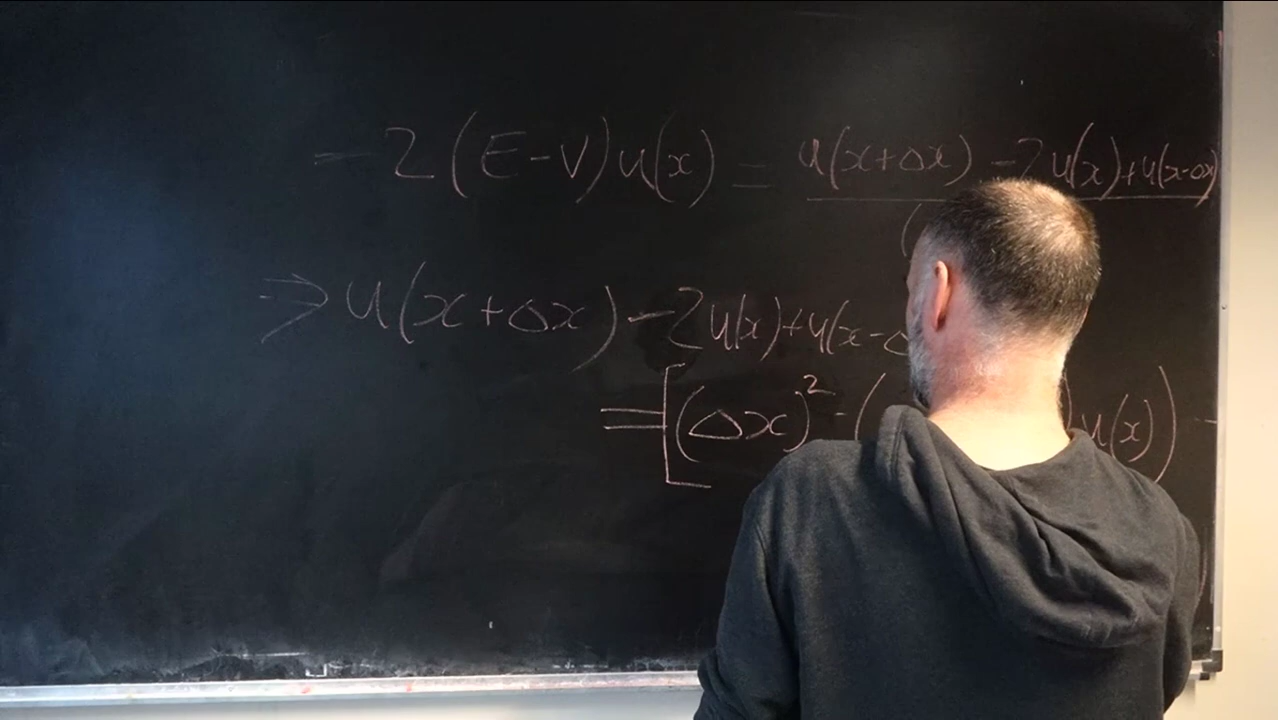 -2(E-V)u(x) = u(x+Δx) -2u(x)+u(x-Δx)
(
⇒ u(x+Δx) -2u(x)+u(x-
=[(Δx)² -( )u(x)) -